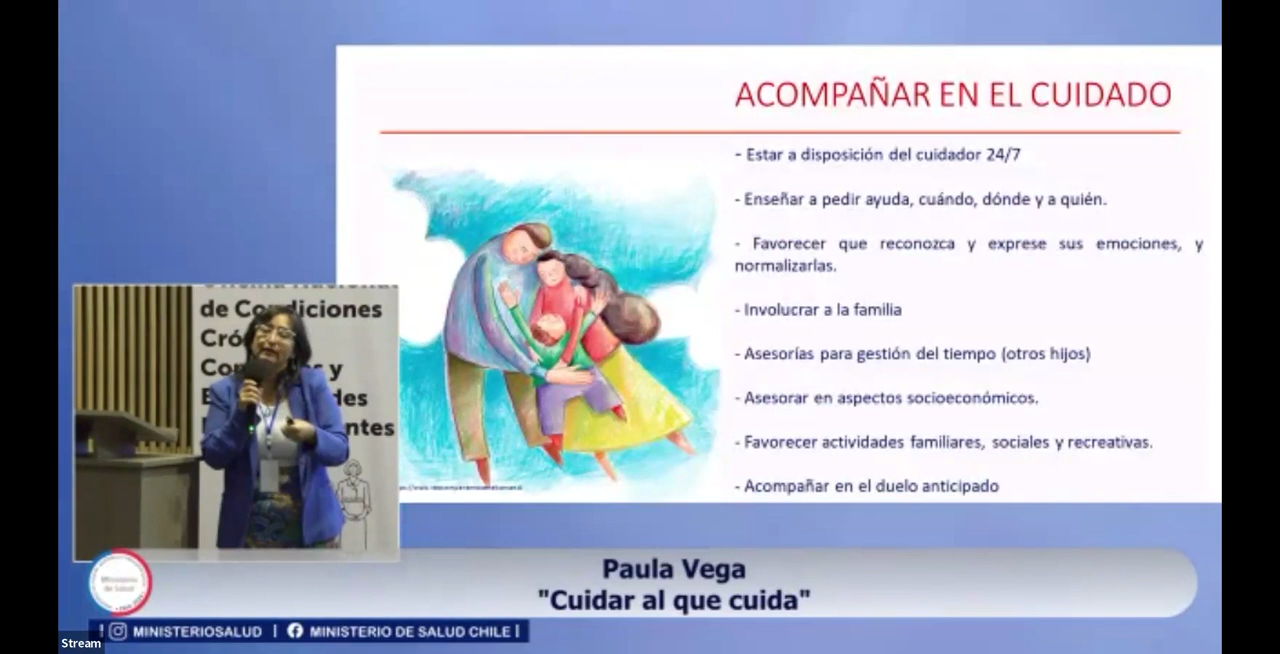 ACOMPAÑAR EN EL CUIDADO
- Estar a disposición del cuidador 24/7
- Enseñar a pedir ayuda, cuándo, dónde y a quién.
- Favorecer que reconozca y exprese sus emociones, y
normalizarlas.
- Involucrar a la familia
- Asesorías para gestión del tiempo (otros hijos)
- Asesorar en aspectos socioeconómicos.
- Favorecer actividades familiares, sociales y recreativas.
- Acompañar en el duelo anticipado
de Condiciones
y
Paula Vega
"Cuidar al que cuida"
Ministerio
de Salud
| MINISTERIOSALUD | MINISTERIO DE SALUD CHILE |
Stream